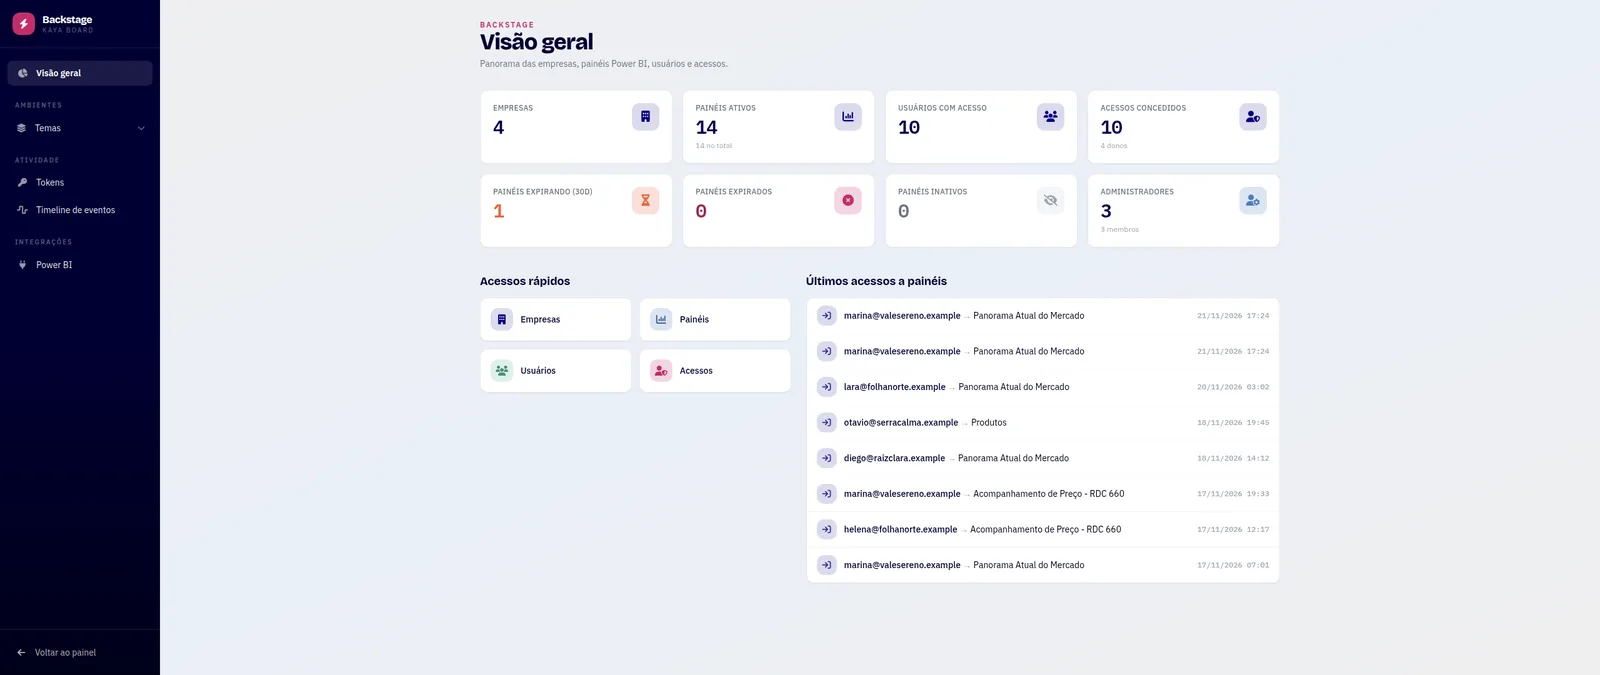 Backstage
KAYA BOARD
Visão geral
AMBIENTES
Temas
ATIVIDADE
Tokens
Timeline de eventos
INTEGRAÇÕES
Power BI
Voltar ao painel
BACKSTAGE
Visão geral
Panorama das empresas, painéis Power BI, usuários e acessos.
EMPRESAS
4
PAINÉIS ATIVOS
14
14 no total
USUÁRIOS COM ACESSO
10
ACESSOS CONCEDIDOS
10
4 donos
PAINÉIS EXPIRANDO (30D)
1
PAINÉIS EXPIRADOS
0
PAINÉIS INATIVOS
0
ADMINISTRADORES
3
3 membros
Acessos rápidos
Empresas
Painéis
Usuários
Acessos
Últimos acessos a painéis
marina@valesereno.example → Panorama Atual do Mercado 21/11/2026 17:24
marina@valesereno.example → Panorama Atual do Mercado 21/11/2026 17:24
lara@folhanorte.example → Panorama Atual do Mercado 20/11/2026 03:02
otavio@serracalma.example → Produtos 18/11/2026 19:45
diego@raizclara.example → Panorama Atual do Mercado 18/11/2026 14:12
marina@valesereno.example → Acompanhamento de Preço - RDC 660 17/11/2026 19:33
helena@folhanorte.example → Acompanhamento de Preço - RDC 660 17/11/2026 12:17
marina@valesereno.example → Panorama Atual do Mercado 17/11/2026 07:01